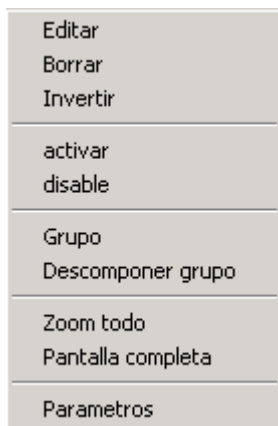 Editar
Borrar
Invertir
activar
disable
Grupo
Descomponer grupo
Zoom todo
Pantalla completa
Parametros